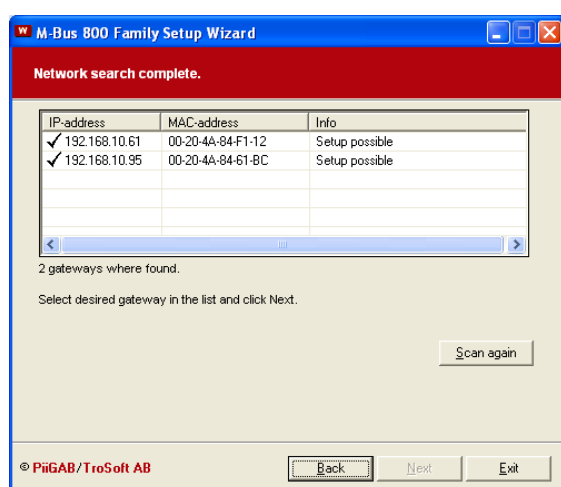 M-Bus 800 Family Setup Wizard
Network search complete.
IP-address MAC-address Info
192.168.10.61 00-20-4A-84-F1-12 Setup possible
192.168.10.95 00-20-4A-84-61-BC Setup possible
2 gateways where found.
Select desired gateway in the list and click Next.
Scan again
© PiiGAB/TroSoft AB Back Next Exit